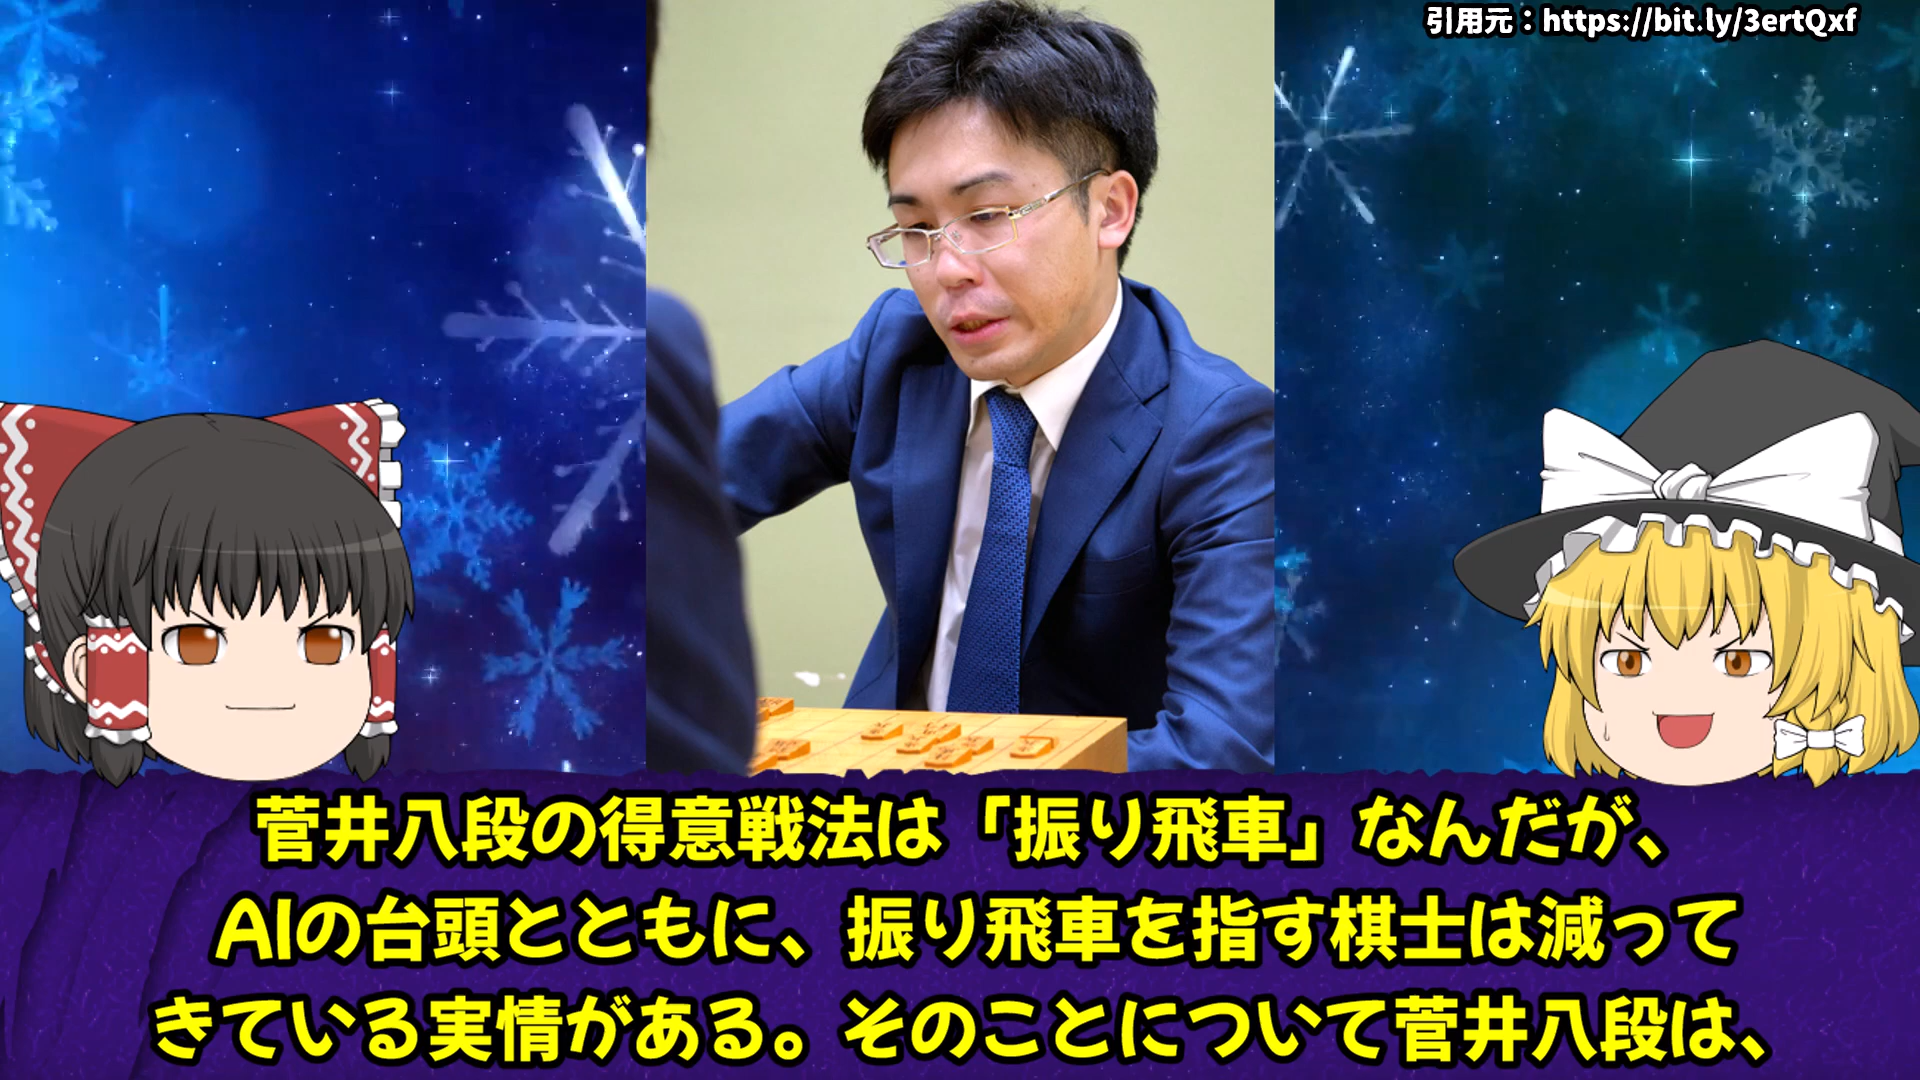 引用元：https://bit.ly/3ertQxf
菅井八段の得意戦法は「振り飛車」なんだが、
AIの台頭とともに、振り飛車を指す棋士は減って
きている実情がある。そのことについて菅井八段は、